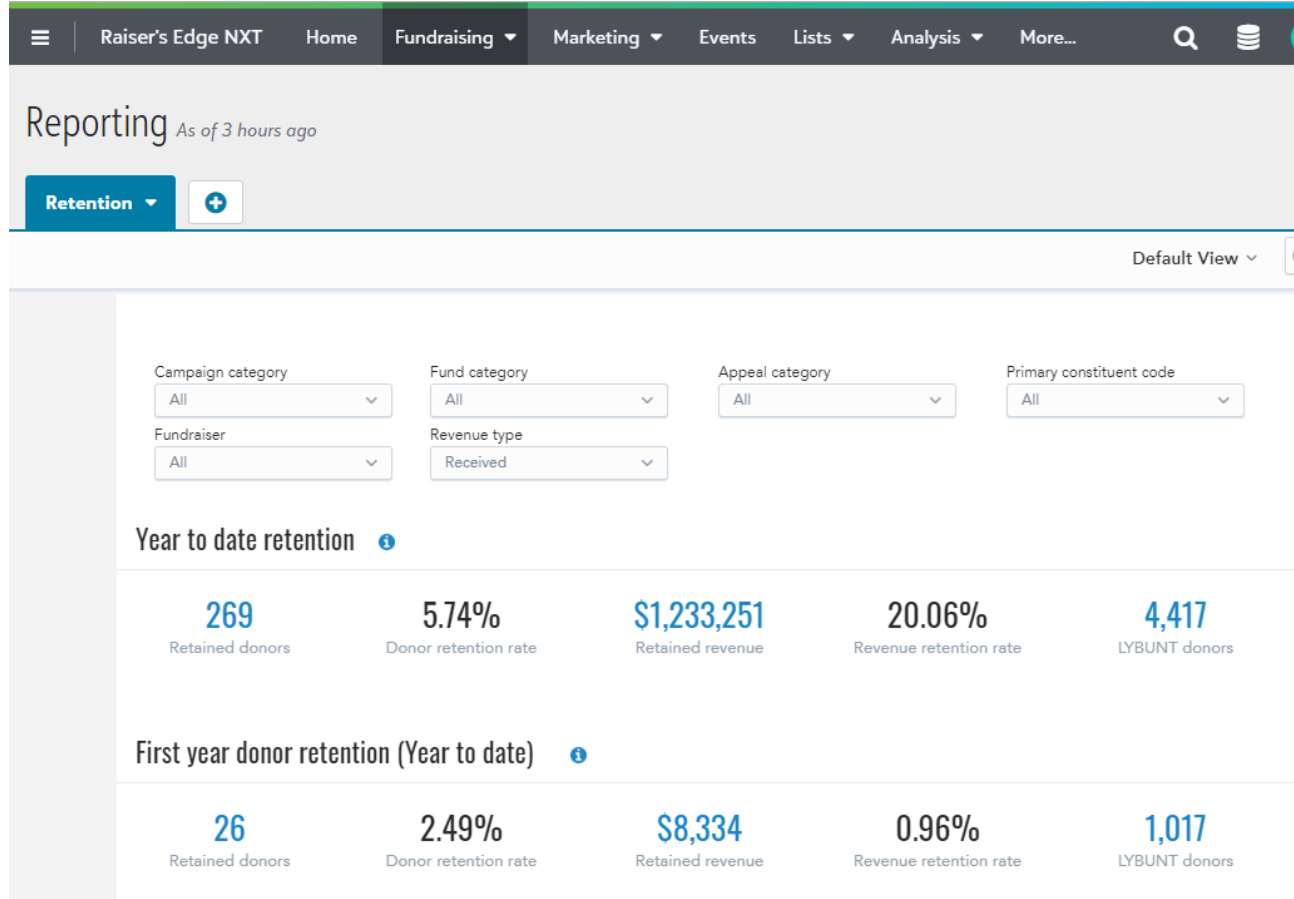 Raiser's Edge NXT Home Fundraising Marketing Events Lists Analysis More...
Reporting As of 3 hours ago
Retention
Default View
Campaign category Fund category Appeal category Primary constituent code
All All All All
Fundraiser Revenue type
All Received
Year to date retention
269 5.74% $1,233,251 20.06% 4,417
Retained donors Donor retention rate Retained revenue Revenue retention rate LYBUNT donors
First year donor retention (Year to date)
26 2.49% $8,334 0.96% 1,017
Retained donors Donor retention rate Retained revenue Revenue retention rate LYBUNT donors